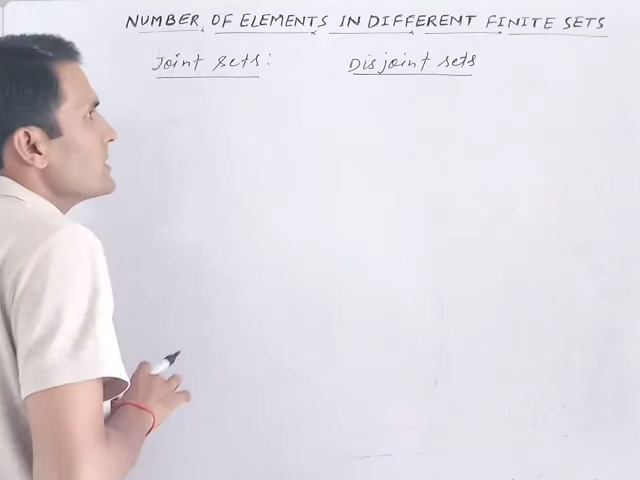 NUMBER OF ELEMENTS IN DIFFERENT FINITE SETS
Joint sets: Disjoint sets